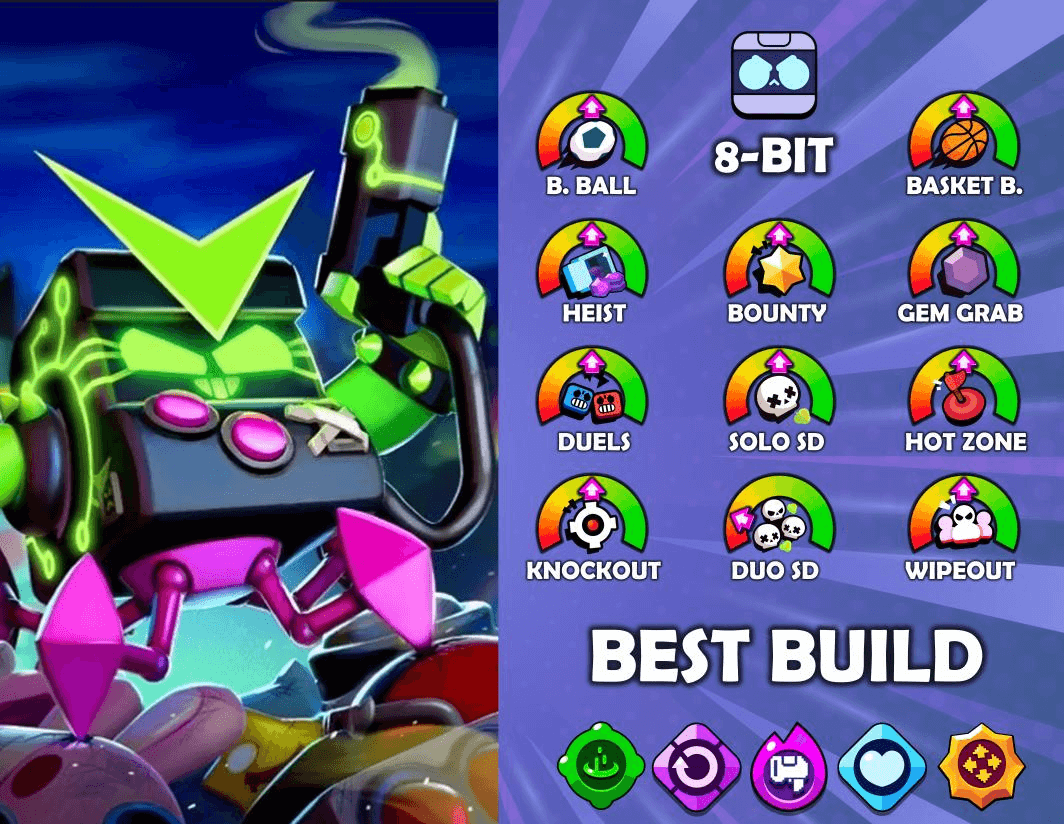 8-BIT
B. BALL
BASKET B.
HEIST
BOUNTY
GEM GRAB
DUELS
SOLO SD
HOT ZONE
KNOCKOUT
DUO SD
WIPEOUT
BEST BUILD